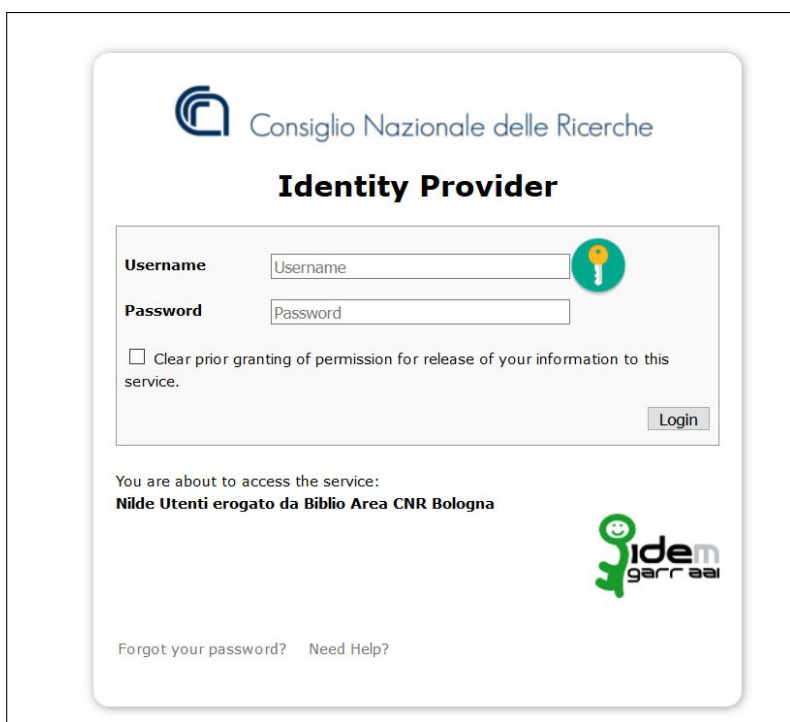 Consiglio Nazionale delle Ricerche
Identity Provider
Username
Username
Password
Password
Clear prior granting of permission for release of your information to this
service.
Login
You are about to access the service:
Nilde Utenti erogato da Biblio Area CNR Bologna
idem
garr aai
Forgot your password? Need Help?